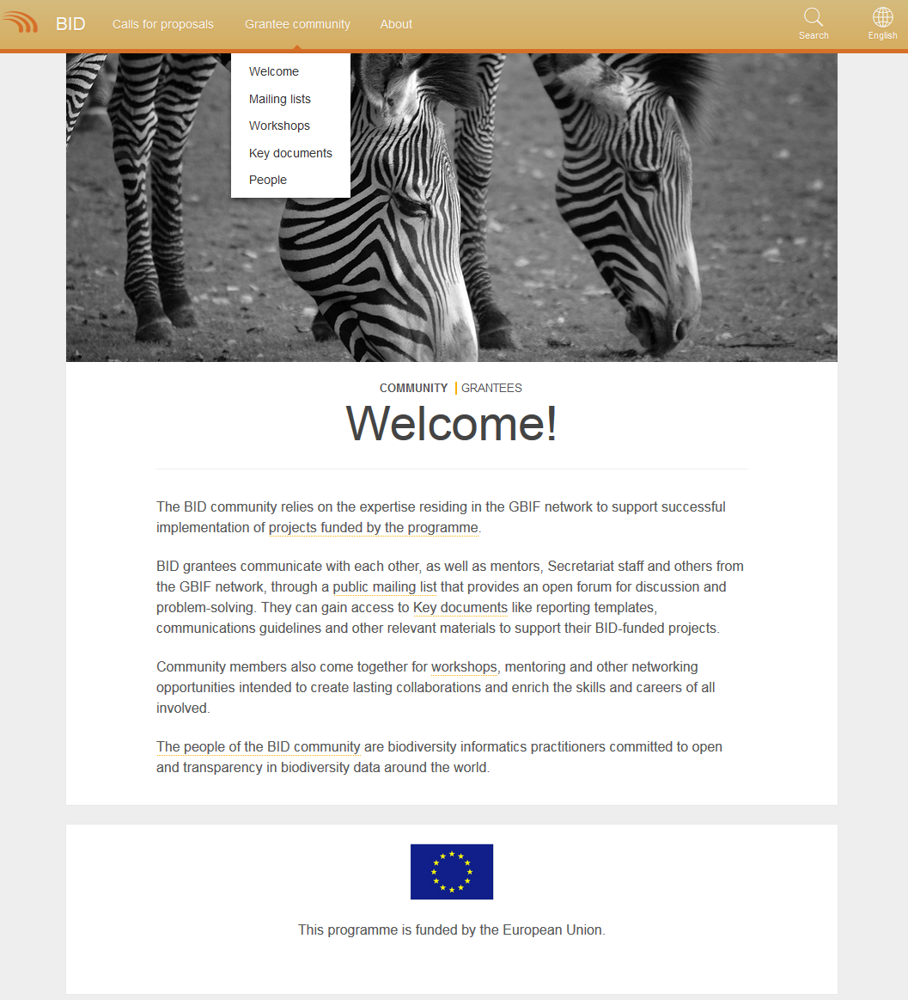 BID
Calls for proposals
Grantee community
About
Search
English
Welcome
Mailing lists
Workshops
Key documents
People
COMMUNITY | GRANTEES
Welcome!
The BID community relies on the expertise residing in the GBIF network to support successful
implementation of projects funded by the programme.
BID grantees communicate with each other, as well as mentors, Secretariat staff and others from
the GBIF network, through a public mailing list that provides an open forum for discussion and
problem-solving. They can gain access to Key documents like reporting templates,
communications guidelines and other relevant materials to support their BID-funded projects.
Community members also come together for workshops, mentoring and other networking
opportunities intended to create lasting collaborations and enrich the skills and careers of all
involved.
The people of the BID community are biodiversity informatics practitioners committed to open
and transparency in biodiversity data around the world.
This programme is funded by the European Union.